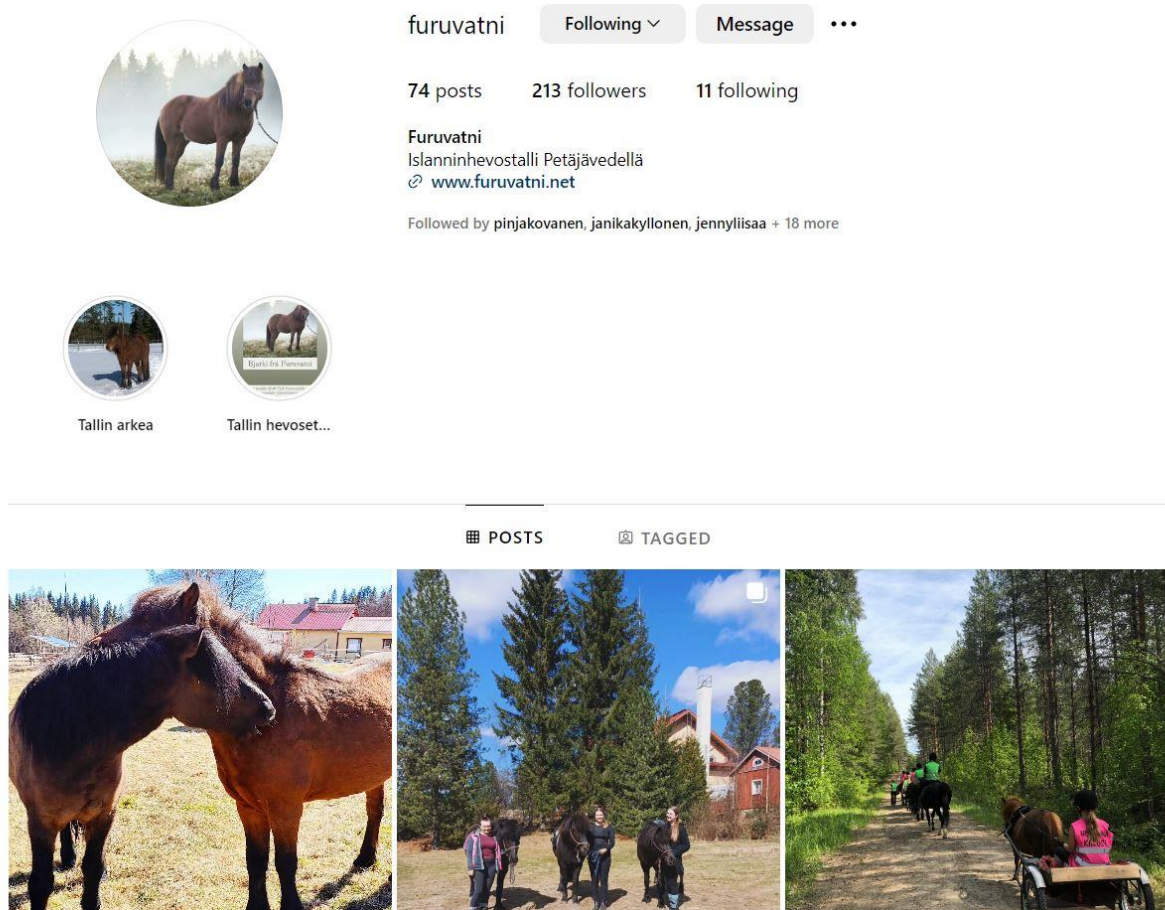 furuvatni Following Message
74 posts 213 followers 11 following
Furuvatni
Islanninhevostalli Petäjävedellä
www.furuvatni.net
Followed by pinjakovanen, janikakyllonen, jennyliisaa + 18 more
Tallin arkea Tallin hevoset...
POSTS TAGGED